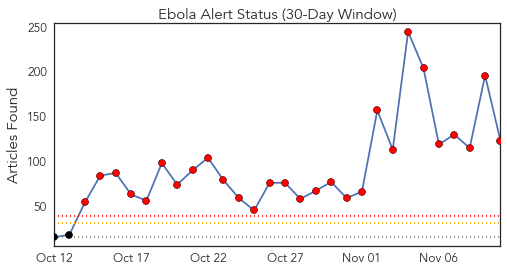 Ebola Alert Status (30-Day Window)
Articles Found
250
200
150
100
50
Oct 12
Oct 17
Oct 22
Oct 27
Nov 01
Nov 06